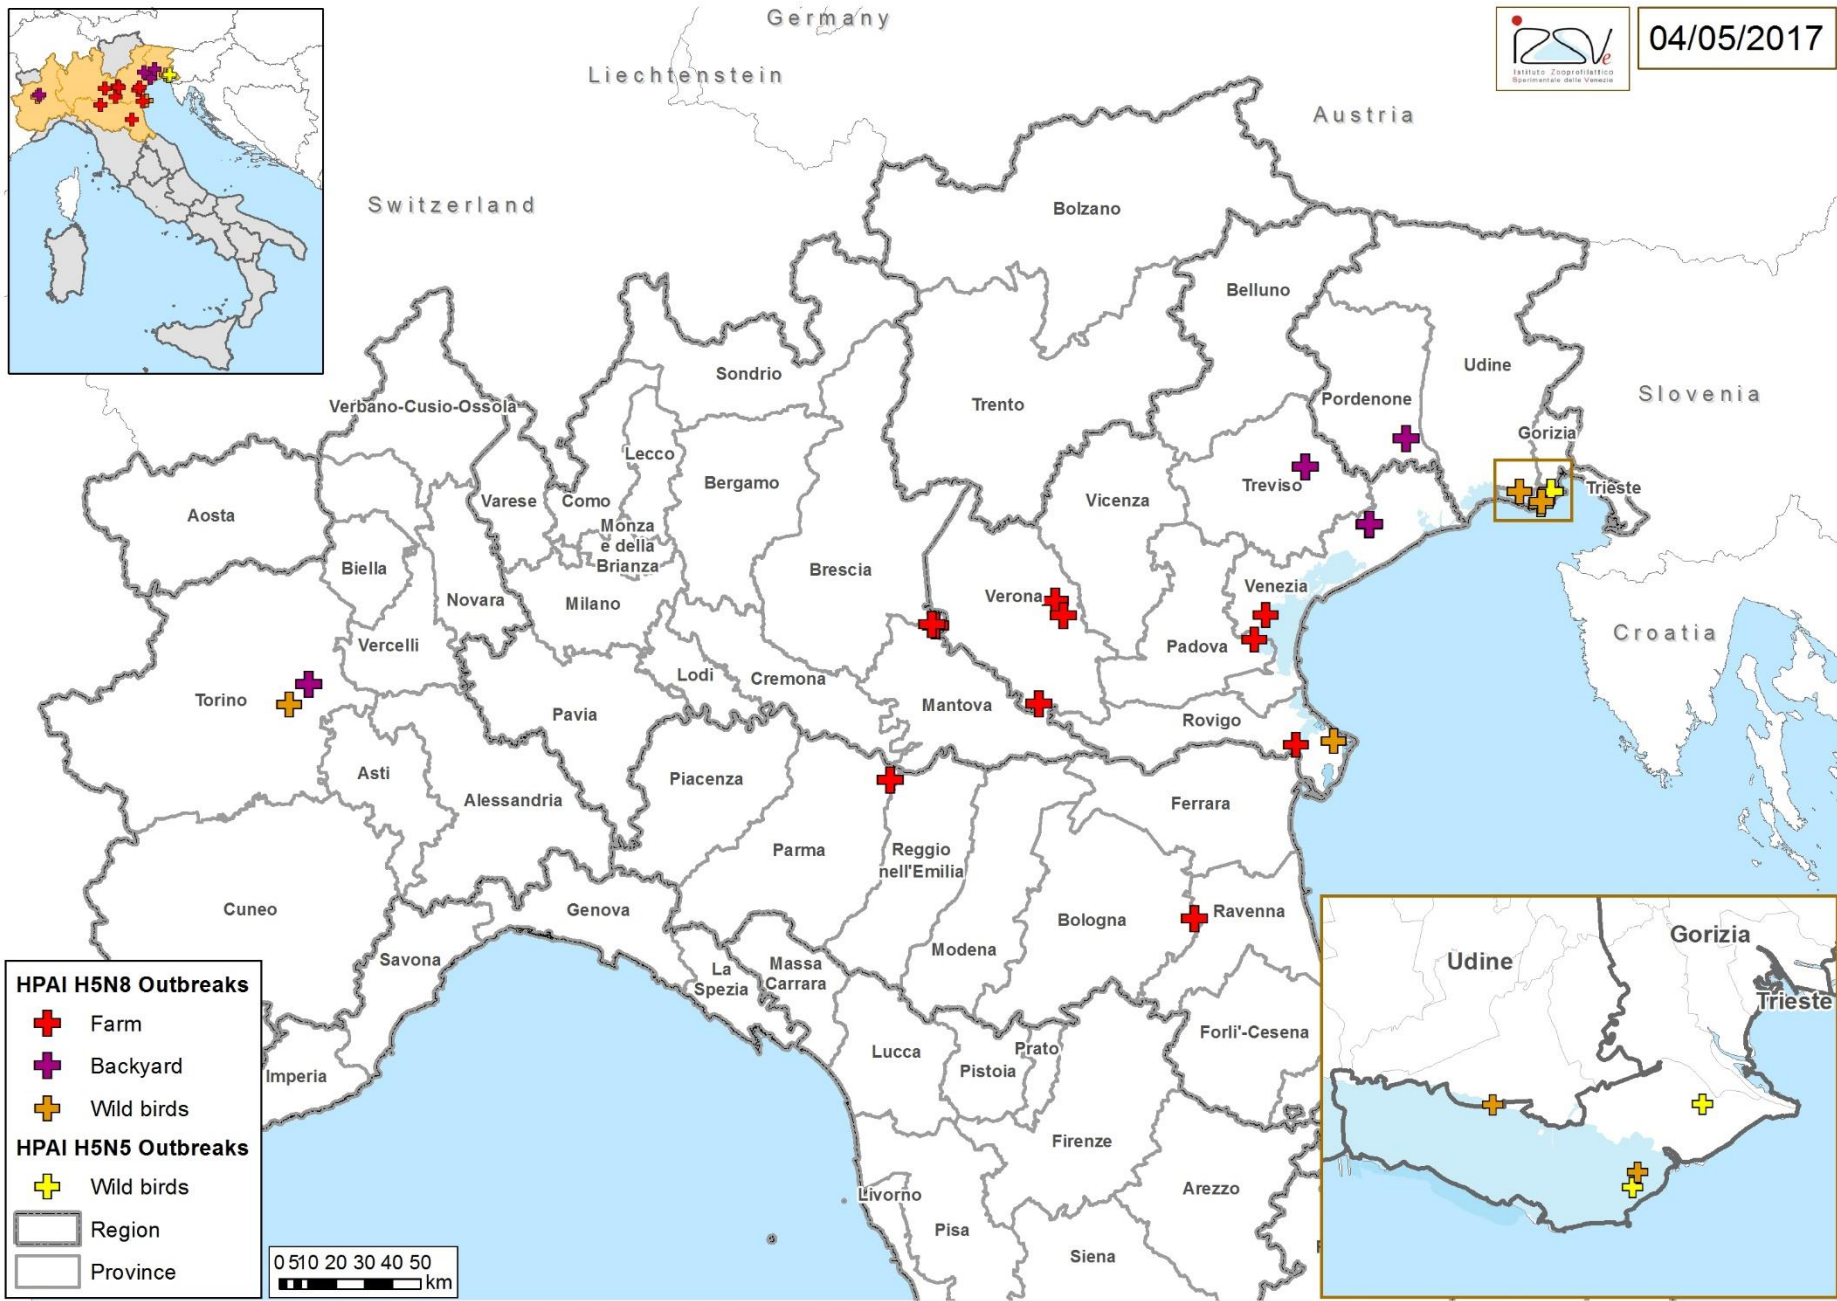 Germany
Liechtenstein
Austria
Switzerland
Slovenia
Croatia
IZSVe
Istituto Zooprofilattico
Sperimentale delle Venezie
04/05/2017
Bolzano
Belluno
Udine
Sondrio
Trento
Pordenone
Verbano-Cusio-Ossola
Gorizia
Lecco
Bergamo
Treviso
Trieste
Varese
Como
Vicenza
Aosta
Monza
e della
Brianza
Biella
Brescia
Venezia
Novara
Milano
Verona
Vercelli
Padova
Lodi
Cremona
Torino
Pavia
Mantova
Rovigo
Asti
Piacenza
Alessandria
Ferrara
Parma
Reggio
nell'Emilia
Cuneo
Genova
Bologna
Ravenna
Savona
Modena
La
Spezia
Massa
Carrara
Forli'-Cesena
Imperia
Lucca
Prato
Pistoia
Firenze
Livorno
Arezzo
Pisa
Siena
HPAI H5N8 Outbreaks
Farm
Backyard
Wild birds
HPAI H5N5 Outbreaks
Wild birds
Region
Province
0 5 10 20 30 40 50
km
Udine
Gorizia
Trieste